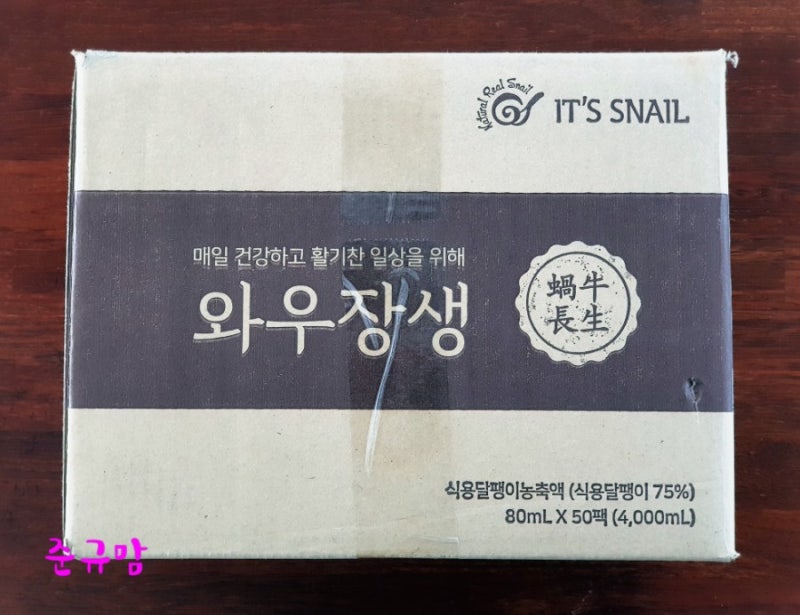 Natural Real Snail
IT'S SNAIL
매일 건강하고 활기찬 일상을 위해
와우장생
蝸牛
長生
식용달팽이농축액 (식용달팽이 75%)
80mL X 50팩 (4,000mL)
준규맘